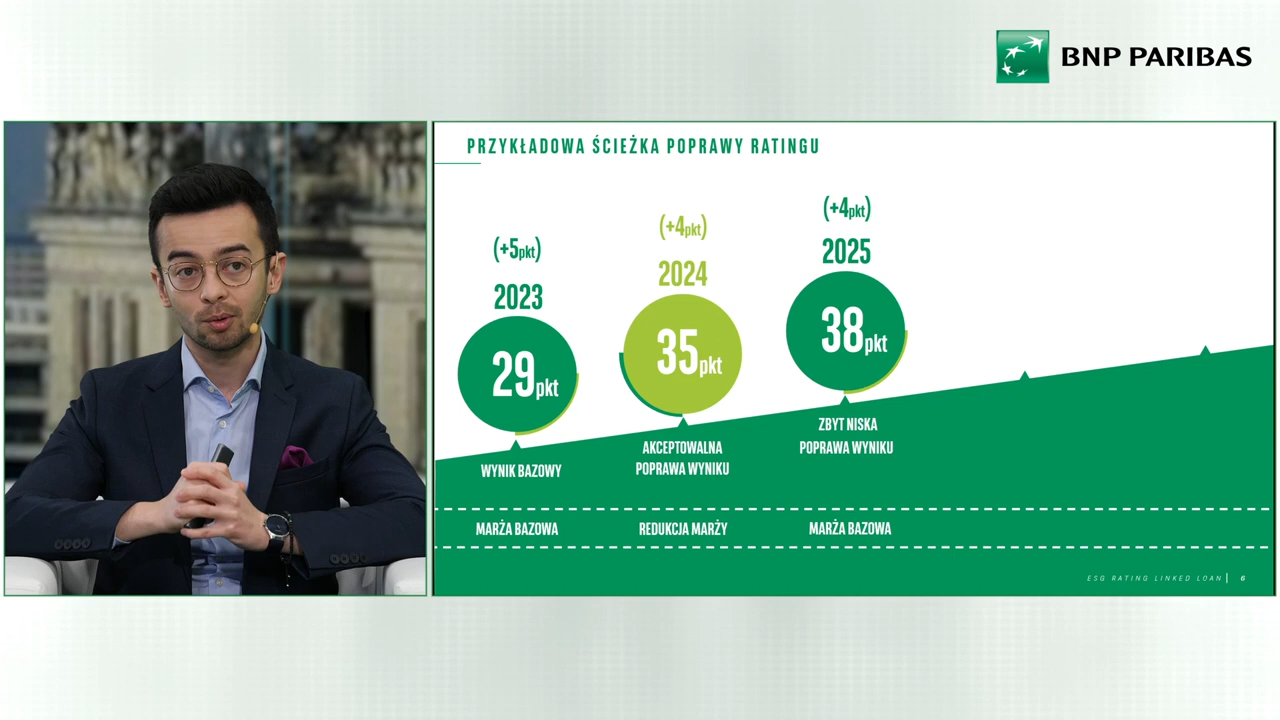 BNP PARIBAS
PRZYKŁADOWA ŚCIEŻKA POPRAWY RATINGU
(+5pkt)
2023
29pkt
WYNIK BAZOWY
MARŻA BAZOWA
(+4pkt)
2024
35pkt
AKCEPTOWALNA
POPRAWA WYNIKU
REDUKCJA MARŻY
(+4pkt)
2025
38pkt
ZBYT NISKA
POPRAWA WYNIKU
MARŻA BAZOWA
ESG RATING LINKED LOAN | 6